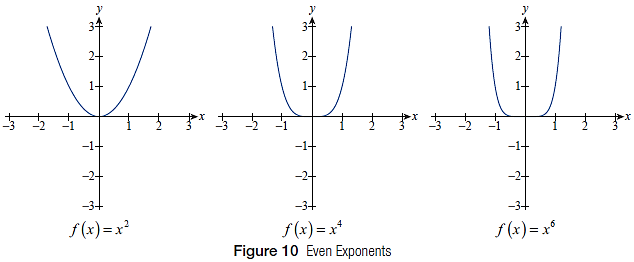 y y y
3 3 3
2 2 2
1 1 1
x x x
-3 -2 -1 1 2 3 -3 -2 -1 1 2 3 -3 -2 -1 1 2 3
-1 -1 -1
-2 -2 -2
-3 -3 -3
f(x)=x² f(x)=x⁴ f(x)=x⁶
Figure 10 Even Exponents